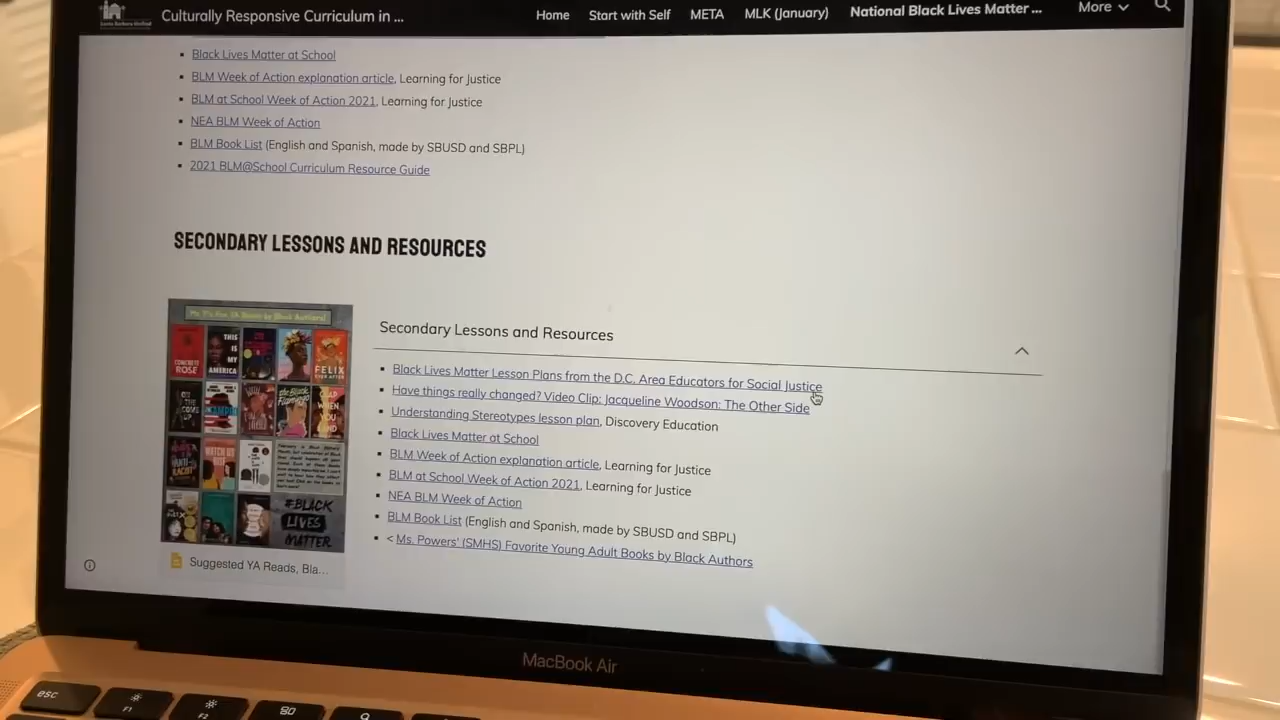 Culturally Responsive Curriculum in ...
Home
Start with Self
META
MLK (January)
National Black Lives Matter ...
More
Black Lives Matter at School
BLM Week of Action explanation article, Learning for Justice
BLM at School Week of Action 2021, Learning for Justice
NEA BLM Week of Action
BLM Book List (English and Spanish, made by SBUSD and SBPL)
2021 BLM@School Curriculum Resource Guide
SECONDARY LESSONS AND RESOURCES
Secondary Lessons and Resources
Black Lives Matter Lesson Plans from the D.C. Area Educators for Social Justice
Have things really changed? Video Clip: Jacqueline Woodson: The Other Side
Understanding Stereotypes lesson plan, Discovery Education
Black Lives Matter at School
BLM Week of Action explanation article, Learning for Justice
BLM at School Week of Action 2021, Learning for Justice
NEA BLM Week of Action
BLM Book List (English and Spanish, made by SBUSD and SBPL)
< Ms. Powers' (SMHS) Favorite Young Adult Books by Black Authors
CONCRETE
ROSE
THIS
IS MY
AMERICA
FELIX
#BLACK
LIVES
MATTER
Suggested YA Reads, Bla...
MacBook Air
esc
F1
F2